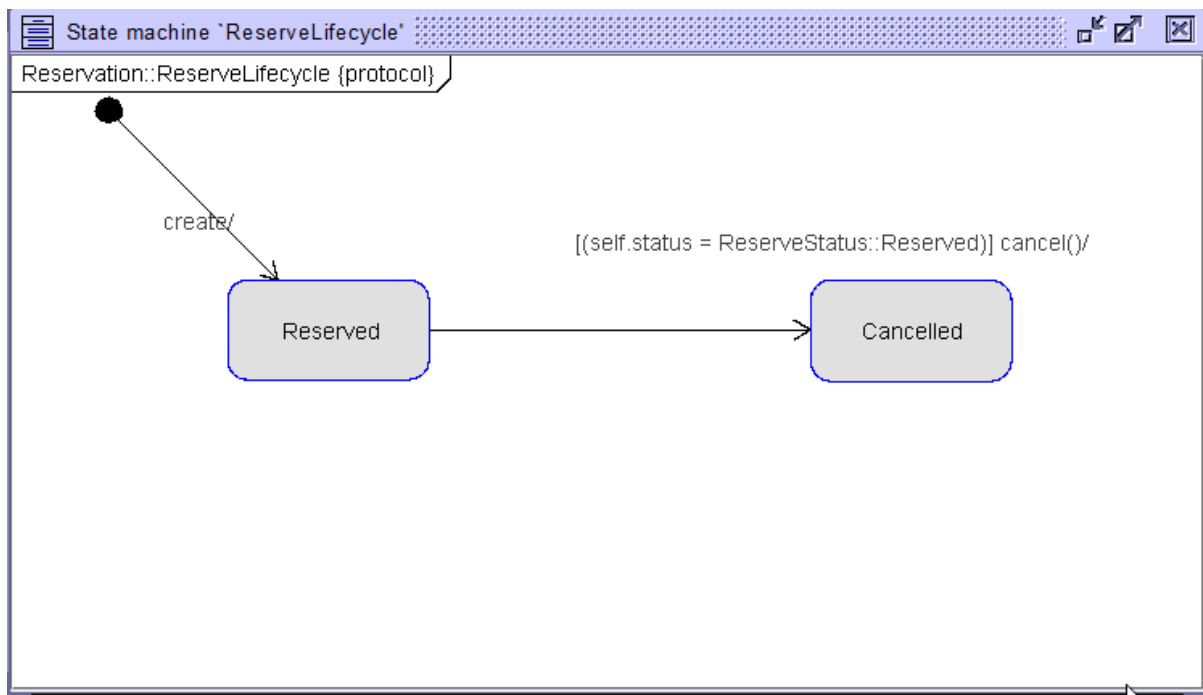 State machine `ReserveLifecycle'
Reservation::ReserveLifecycle {protocol}
create/
[(self.status = ReserveStatus::Reserved)] cancel()/
Reserved
Cancelled